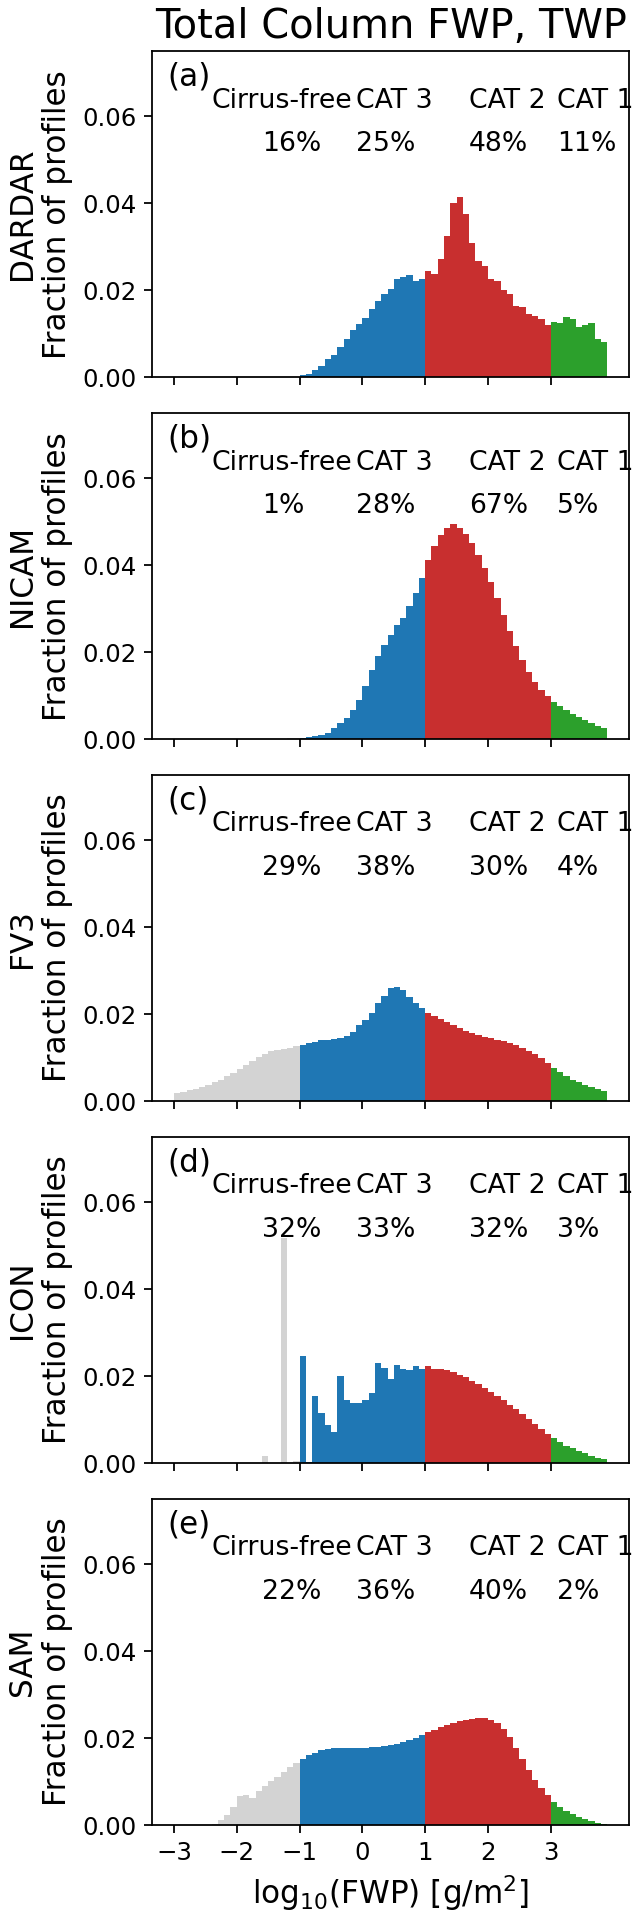 Total Column FWP, TWP
(a)
Cirrus-free CAT 3 CAT 2 CAT 1
16% 25% 48% 11%
DARDAR
Fraction of profiles
0.06
0.04
0.02
0.00
(b)
Cirrus-free CAT 3 CAT 2 CAT 1
1% 28% 67% 5%
NICAM
Fraction of profiles
0.06
0.04
0.02
0.00
(c)
Cirrus-free CAT 3 CAT 2 CAT 1
29% 38% 30% 4%
FV3
Fraction of profiles
0.06
0.04
0.02
0.00
(d)
Cirrus-free CAT 3 CAT 2 CAT 1
32% 33% 32% 3%
ICON
Fraction of profiles
0.06
0.04
0.02
0.00
(e)
Cirrus-free CAT 3 CAT 2 CAT 1
22% 36% 40% 2%
SAM
Fraction of profiles
0.06
0.04
0.02
0.00
−3 −2 −1 0 1 2 3
log₁₀(FWP) [g/m²]